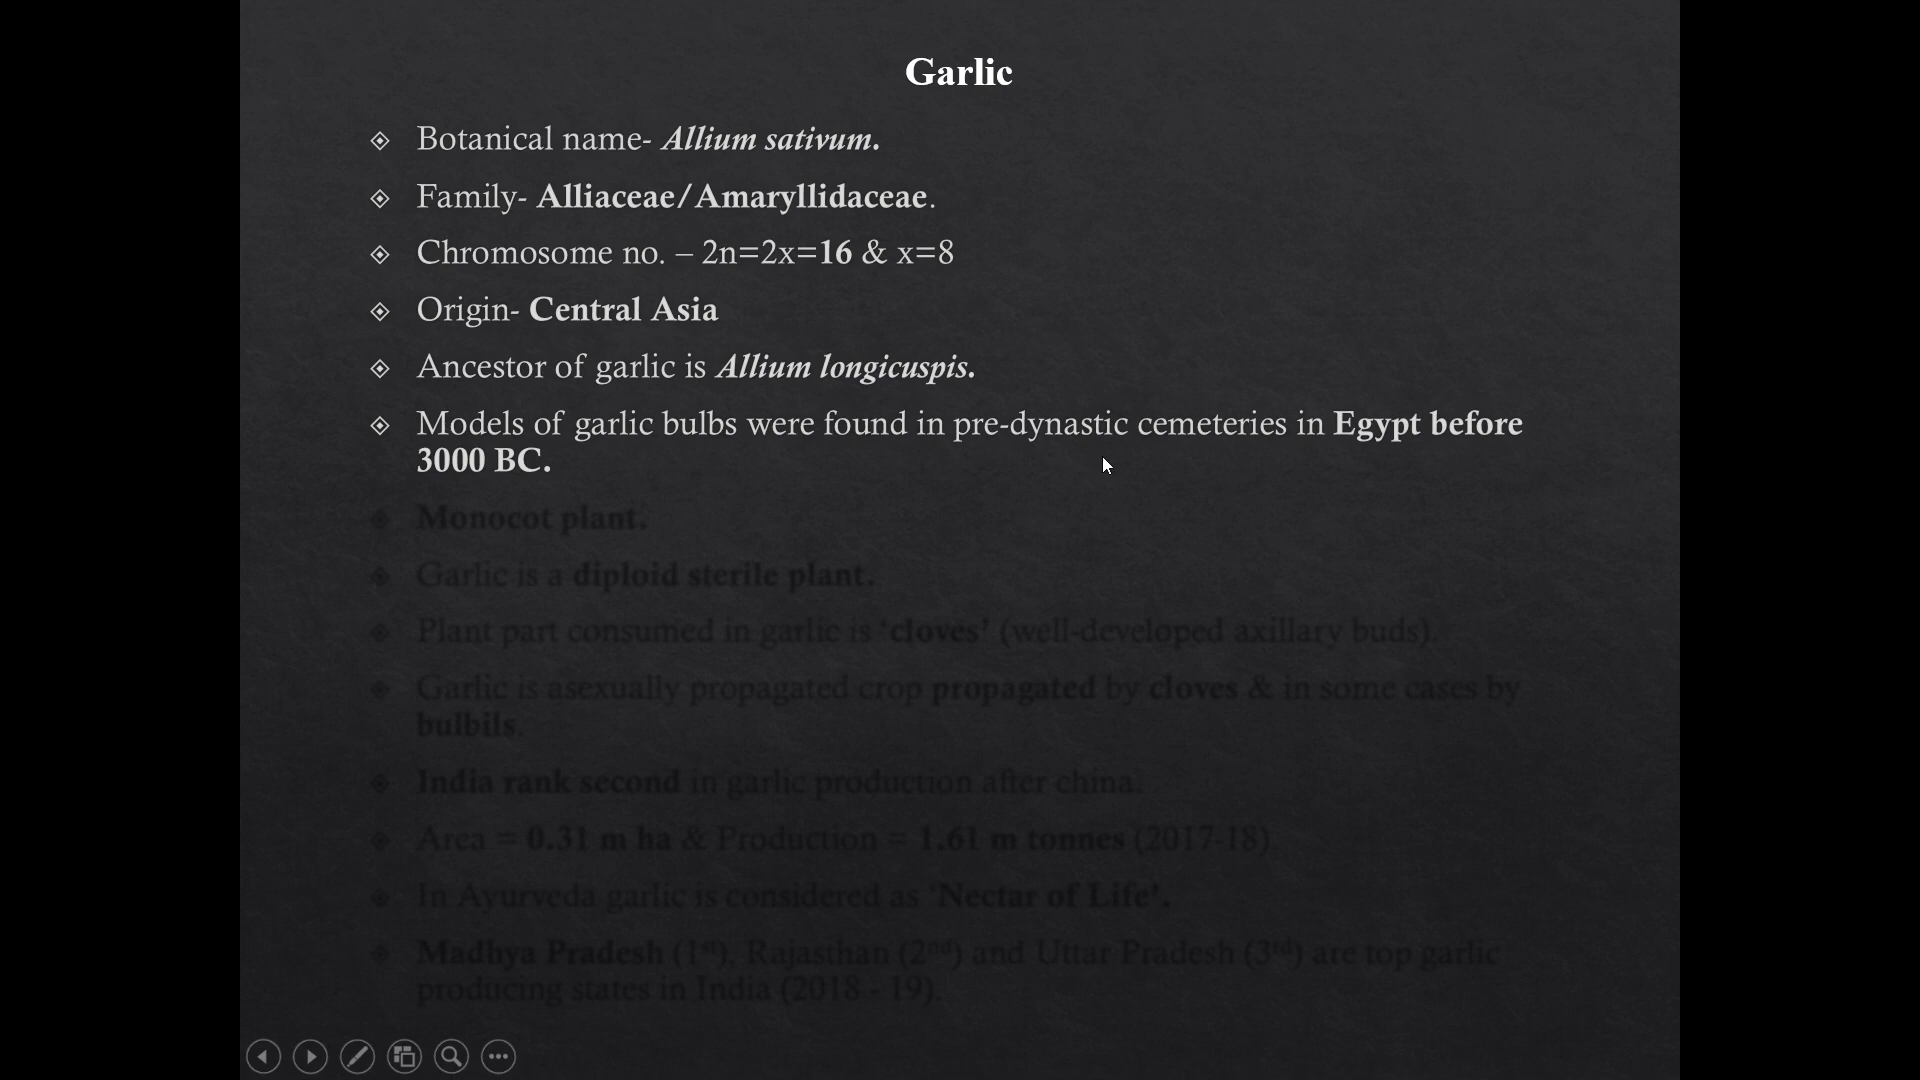 Garlic
Botanical name- Allium sativum.
Family- Alliaceae/Amaryllidaceae.
Chromosome no. – 2n=2x=16 & x=8
Origin- Central Asia
Ancestor of garlic is Allium longicuspis.
Models of garlic bulbs were found in pre-dynastic cemeteries in Egypt before
3000 BC.
Monocot plant.
Garlic is a diploid sterile plant.
Plant part consumed in garlic is 'cloves' (well-developed axillary buds).
Garlic is asexually propagated crop propagated by cloves & in some cases by
bulbils.
India rank second in garlic production after china.
Area = 0.31 m ha & Production = 1.61 m tonnes (2017-18)
In Ayurveda garlic is considered as 'Nectar of Life'.
Madhya Pradesh (1st), Rajasthan (2nd) and Uttar Pradesh (3rd) are top garlic
producing states in India (2018 - 19).